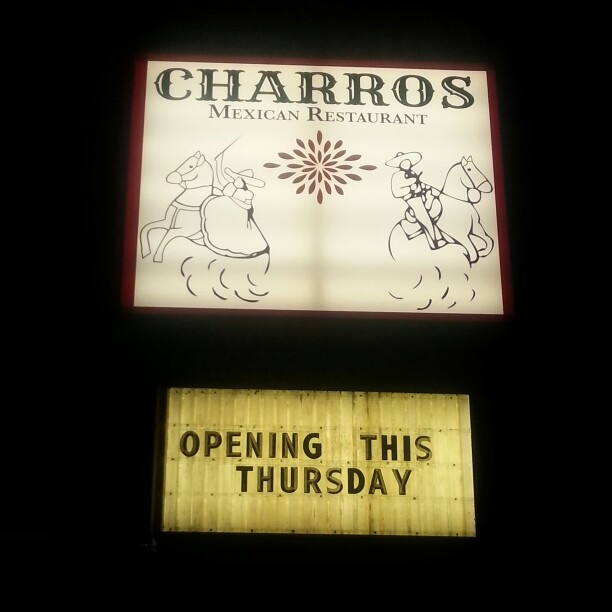 CHARROS
MEXICAN RESTAURANT
OPENING THIS
THURSDAY